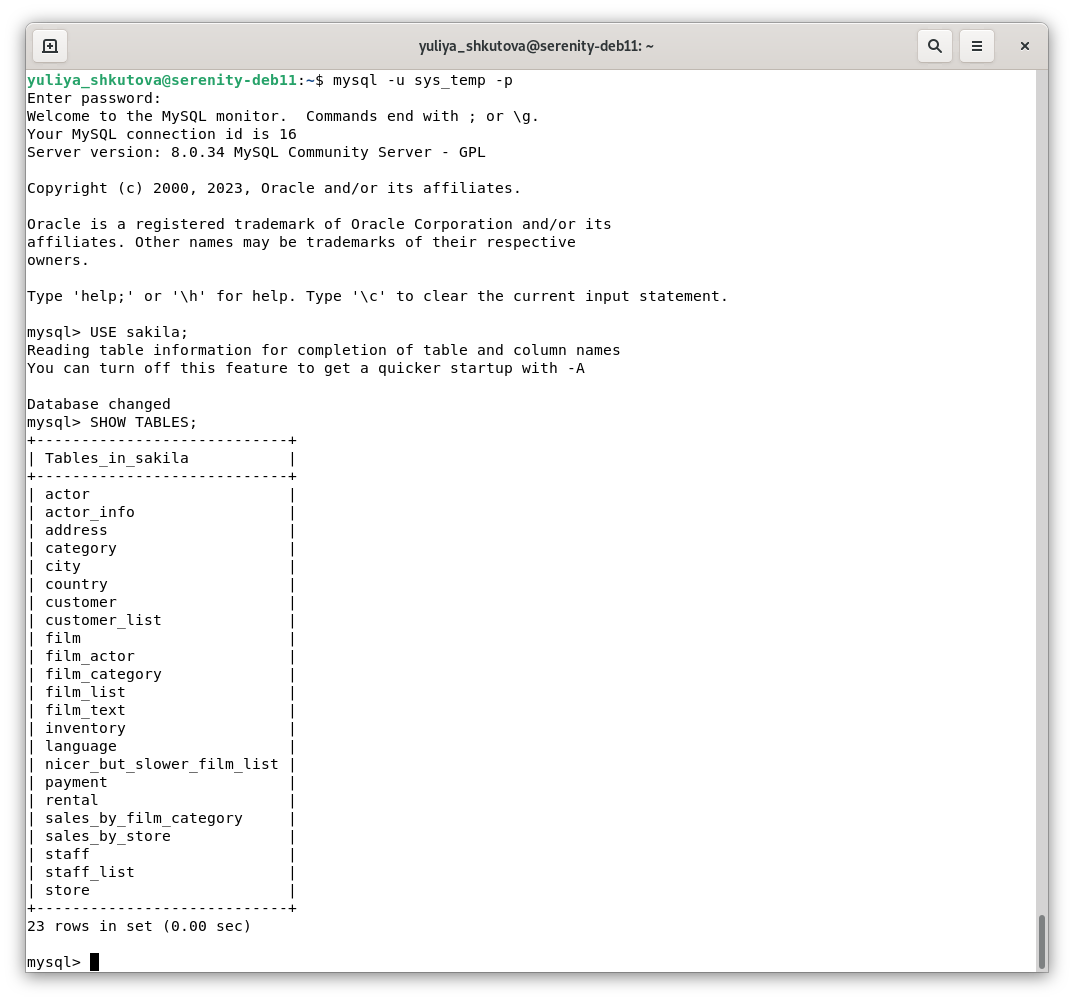 yuliya_shkutova@serenity-deb11: ~
yuliya_shkutova@serenity-deb11:~$ mysql -u sys_temp -p
Enter password:
Welcome to the MySQL monitor.  Commands end with ; or \g.
Your MySQL connection id is 16
Server version: 8.0.34 MySQL Community Server - GPL

Copyright (c) 2000, 2023, Oracle and/or its affiliates.

Oracle is a registered trademark of Oracle Corporation and/or its
affiliates. Other names may be trademarks of their respective
owners.

Type 'help;' or '\h' for help. Type '\c' to clear the current input statement.

mysql> USE sakila;
Reading table information for completion of table and column names
You can turn off this feature to get a quicker startup with -A

Database changed
mysql> SHOW TABLES;
+----------------------------+
| Tables_in_sakila           |
+----------------------------+
| actor                      |
| actor_info                 |
| address                    |
| category                   |
| city                       |
| country                    |
| customer                   |
| customer_list              |
| film                       |
| film_actor                 |
| film_category              |
| film_list                  |
| film_text                  |
| inventory                  |
| language                   |
| nicer_but_slower_film_list |
| payment                    |
| rental                     |
| sales_by_film_category     |
| sales_by_store             |
| staff                      |
| staff_list                 |
| store                      |
+----------------------------+
23 rows in set (0.00 sec)

mysql>